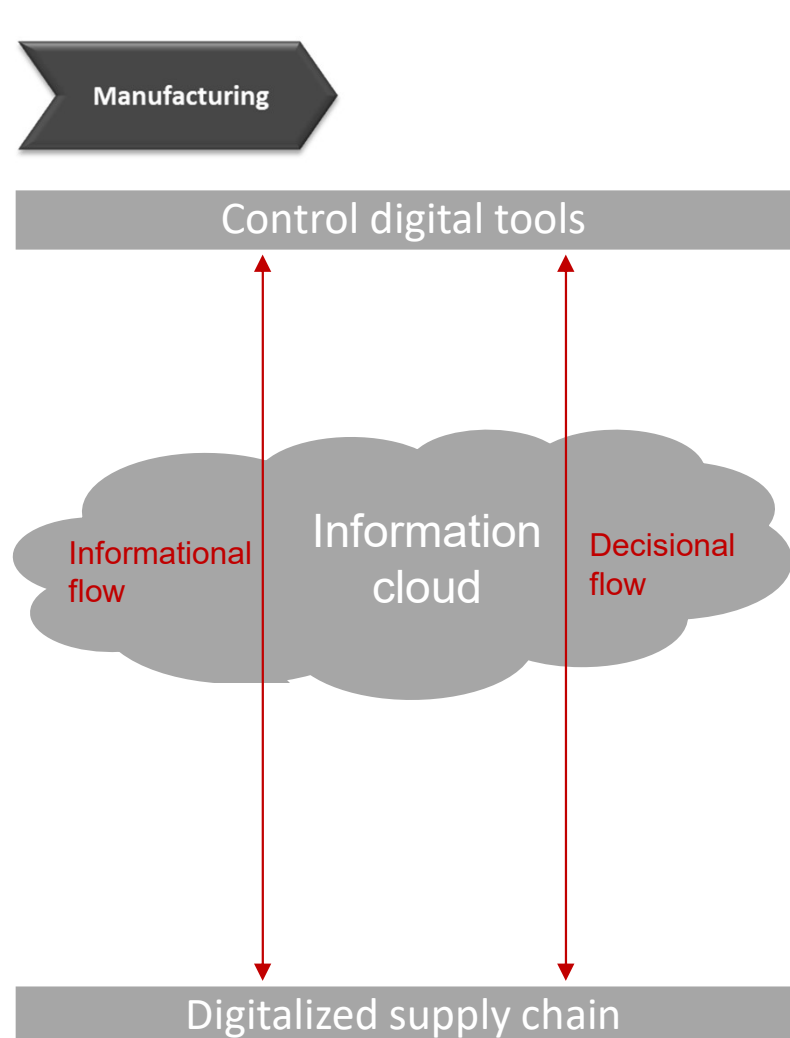 Manufacturing
Control digital tools
Information
cloud
Informational
flow
Decisional
flow
Digitalized supply chain